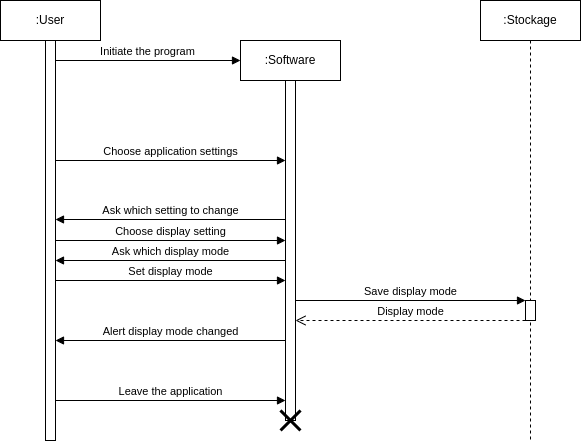 :User
:Stockage
Initiate the program
:Software
Choose application settings
Ask which setting to change
Choose display setting
Ask which display mode
Set display mode
Save display mode
Display mode
Alert display mode changed
Leave the application